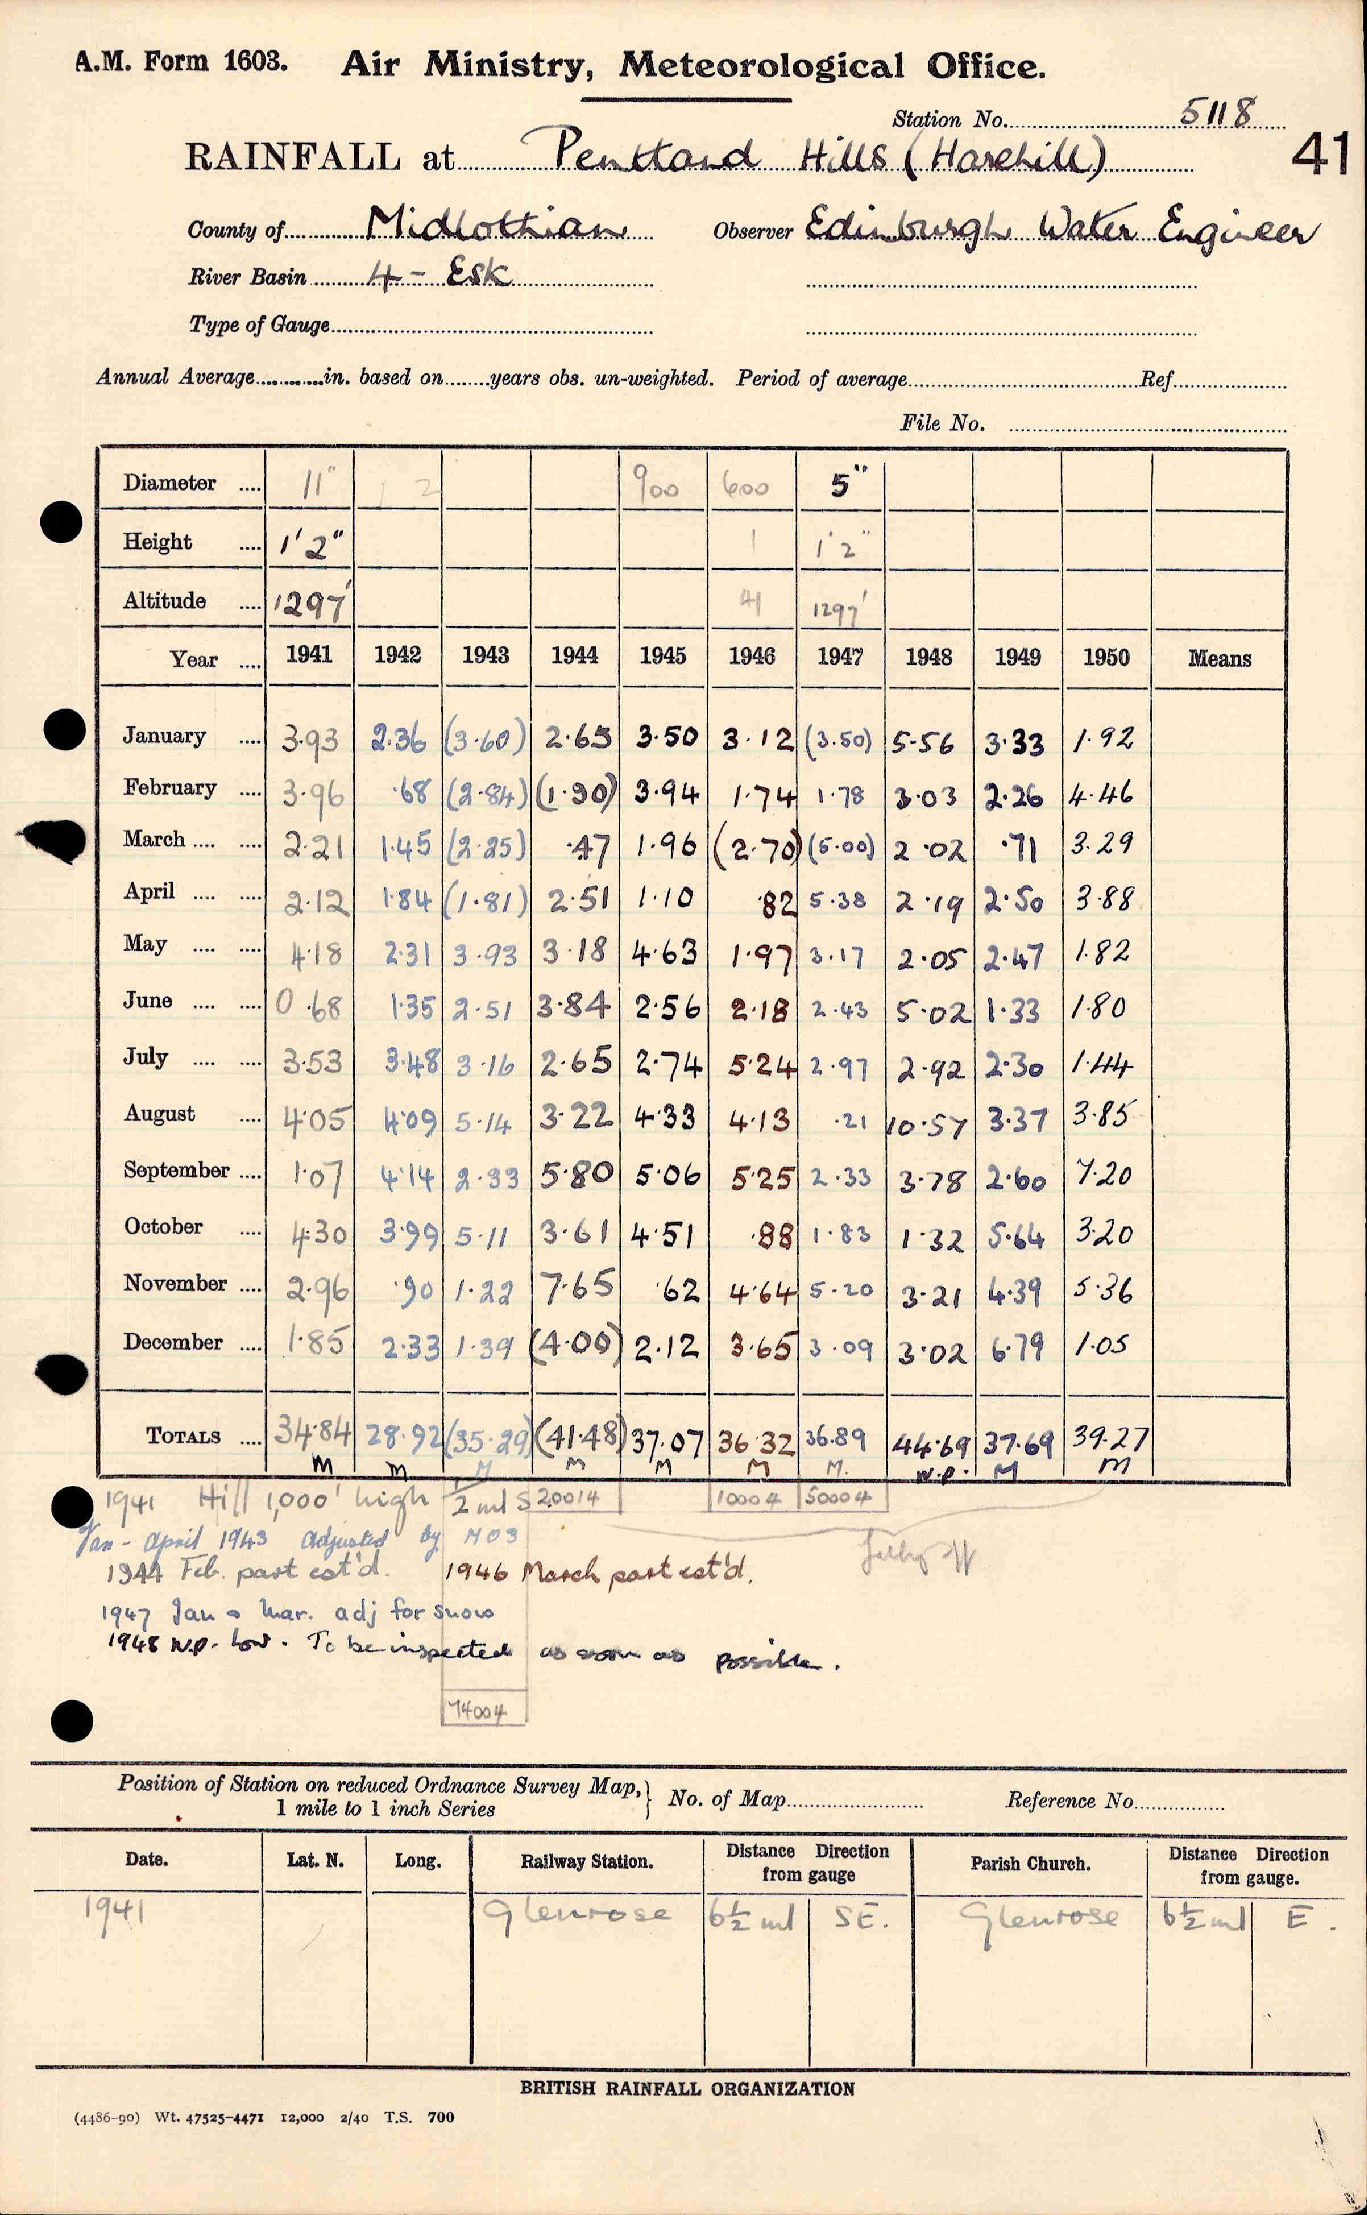 A.M. Form 1603. Air Ministry, Meteorological Office.
Station No. 5118
RAINFALL at Pentland Hills (Harehill) 41
County of Midlothian Observer Edinburgh Water Engineer
River Basin 4 - Esk
Type of Gauge
Annual Average in. based on years obs. un-weighted. Period of average Ref.
File No.
Diameter 11" 12 900 600 5"
Height 1'2" 1 1'2"
Altitude 1297' 41 1297'
Year 1941 1942 1943 1944 1945 1946 1947 1948 1949 1950 Means
January 3.93 2.36 (3.60) 2.65 3.50 3.12 (3.50) 5.56 3.33 1.92
February 3.96 .68 (2.84) (1.90) 3.94 1.74 1.78 3.03 2.26 4.46
March 2.21 1.45 (2.25) .47 1.96 (2.70) (5.00) 2.02 .71 3.29
April 2.12 1.84 (1.81) 2.51 1.10 .82 5.38 2.19 2.50 3.88
May 4.18 2.31 3.93 3.18 4.63 1.97 3.17 2.05 2.47 1.82
June 0.68 1.35 2.51 3.84 2.56 2.18 2.43 5.02 1.33 1.80
July 3.53 3.48 3.16 2.65 2.74 5.24 2.97 2.92 2.30 1.44
August 4.05 4.09 5.14 3.22 4.33 4.13 .21 10.57 3.37 3.85
September 1.07 4.14 2.33 5.80 5.06 5.25 2.33 3.78 2.60 7.20
October 4.30 3.99 5.11 3.61 4.51 .88 1.83 1.32 5.64 3.20
November 2.96 .90 1.22 7.65 .62 4.64 5.20 3.21 4.39 5.36
December 1.85 2.33 1.39 (4.00) 2.12 3.65 3.09 3.02 6.79 1.05
TOTALS 34.84 28.92 (35.29) (41.48) 37.07 36.32 36.89 44.69 37.69 39.27
M M M M M M M. W.P. M M
1941 Hill 1,000' high 1/2 ml S 20014 10004 50004
Jan - April 1943 adjusted by MO3
1944 Feb. part est'd. 1946 March part est'd.
1947 Jan & Mar. adj for snow
1948 W.P. low. To be inspected as soon as possible.
74004
Position of Station on reduced Ordnance Survey Map, 1 mile to 1 inch Series No. of Map Reference No.
Date. Lat. N. Long. Railway Station. Distance Direction from gauge Parish Church. Distance Direction from gauge.
1941 Glenrose 6½ ml SE. Glenrose 6½ ml E.
BRITISH RAINFALL ORGANIZATION
(4486-90) Wt. 47525-4471 12,000 2/40 T.S. 700